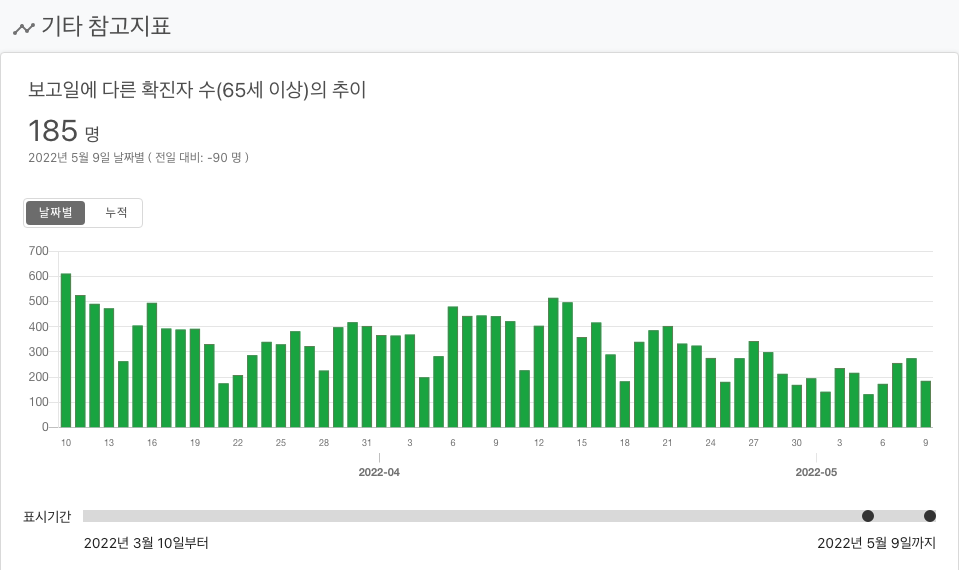 기타 참고지표
보고일에 다른 확진자 수(65세 이상)의 추이
185 명
2022년 5월 9일 날짜별 ( 전일 대비: -90 명 )
날짜별 누적
700
600
500
400
300
200
100
0
10 13 16 19 22 25 28 31 3 6 9 12 15 18 21 24 27 30 3 6 9
2022-04 2022-05
표시기간
2022년 3월 10일부터 2022년 5월 9일까지